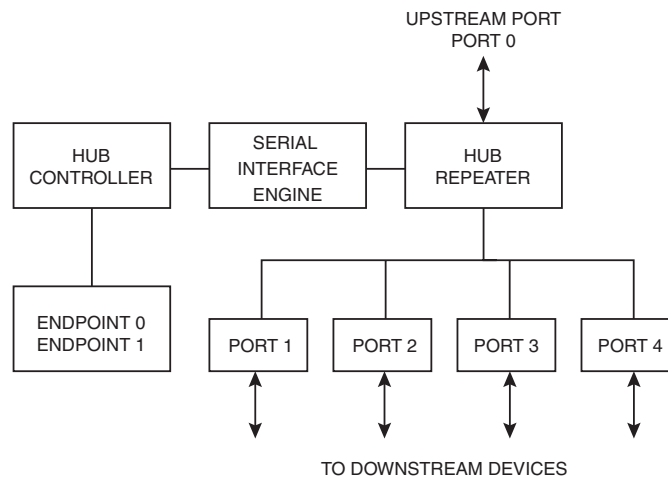 UPSTREAM PORT
PORT 0
HUB
CONTROLLER
SERIAL
INTERFACE
ENGINE
HUB
REPEATER
ENDPOINT 0
ENDPOINT 1
PORT 1
PORT 2
PORT 3
PORT 4
TO DOWNSTREAM DEVICES